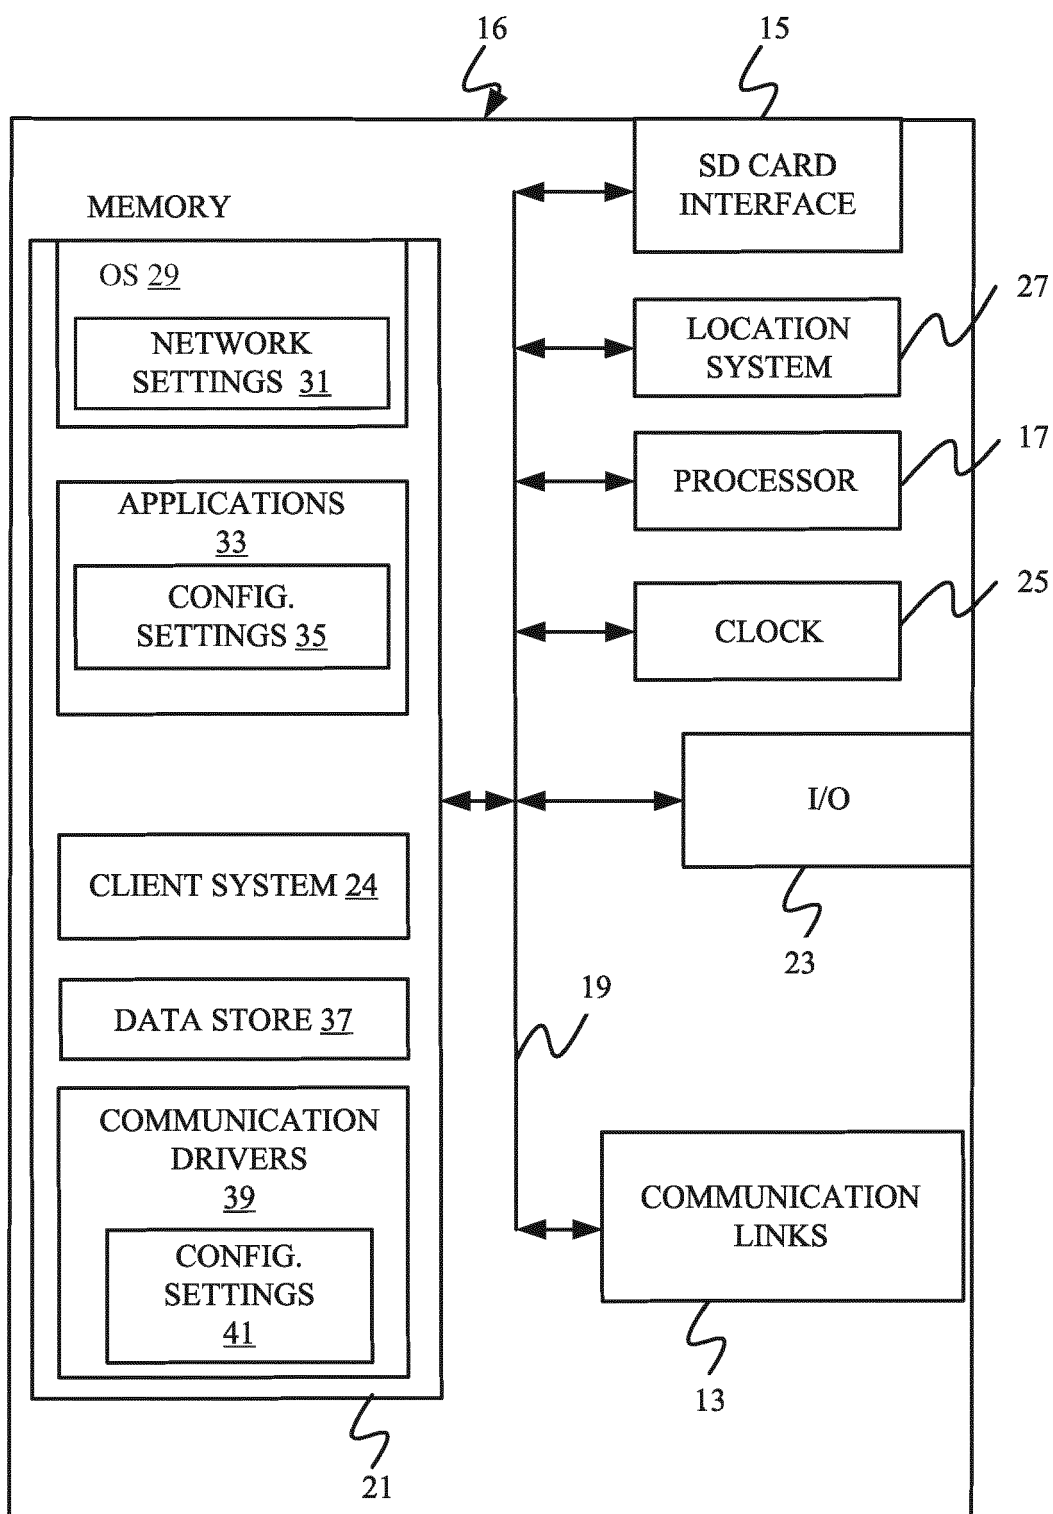 16
15
SD CARD
INTERFACE
MEMORY
OS 29
NETWORK
SETTINGS 31
27
LOCATION
SYSTEM
17
PROCESSOR
APPLICATIONS
33
CONFIG.
SETTINGS 35
25
CLOCK
I/O
23
CLIENT SYSTEM 24
19
DATA STORE 37
COMMUNICATION
DRIVERS
39
CONFIG.
SETTINGS
41
COMMUNICATION
LINKS
13
21